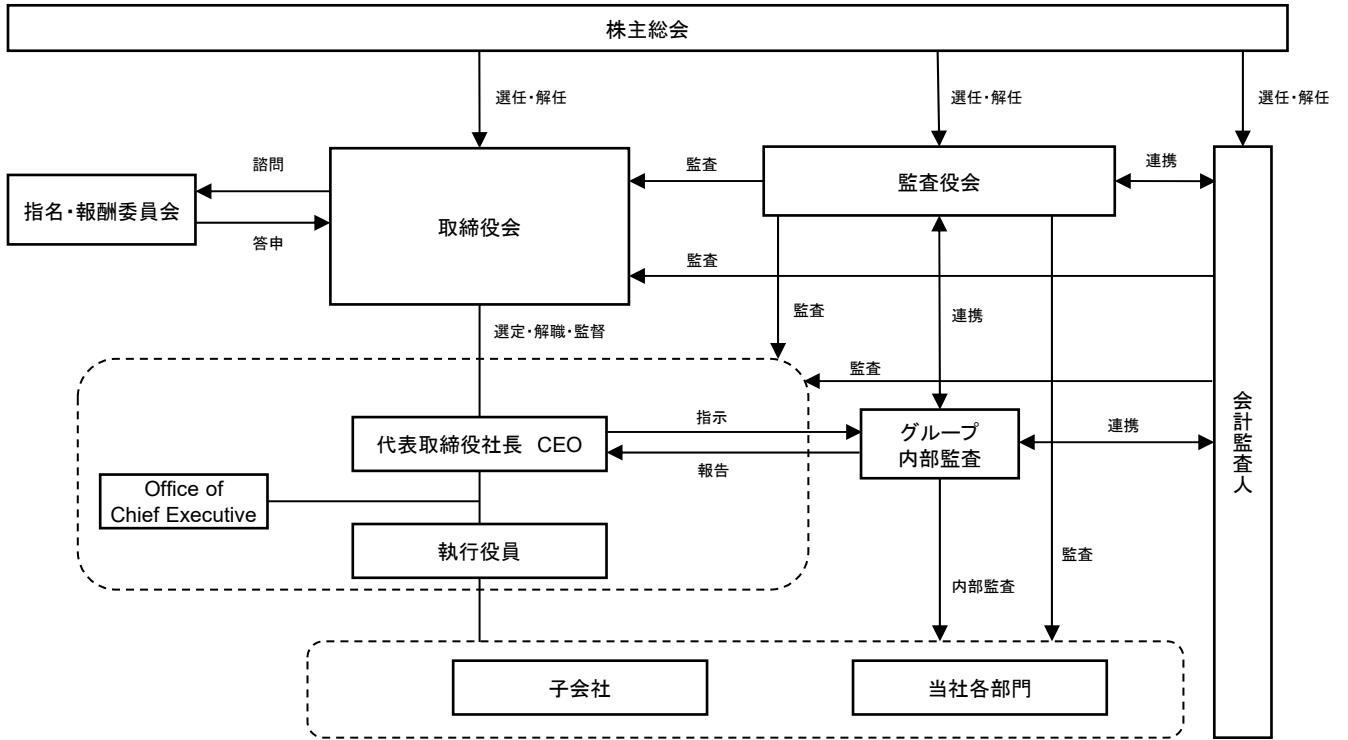 株主総会
選任・解任
選任・解任
選任・解任
諮問
指名・報酬委員会
答申
取締役会
監査
監査役会
連携
監査
監査
連携
選定・解職・監督
監査
代表取締役社長 CEO
指示
報告
グループ
内部監査
連携
会計監査人
Office of
Chief Executive
執行役員
内部監査
監査
子会社
当社各部門